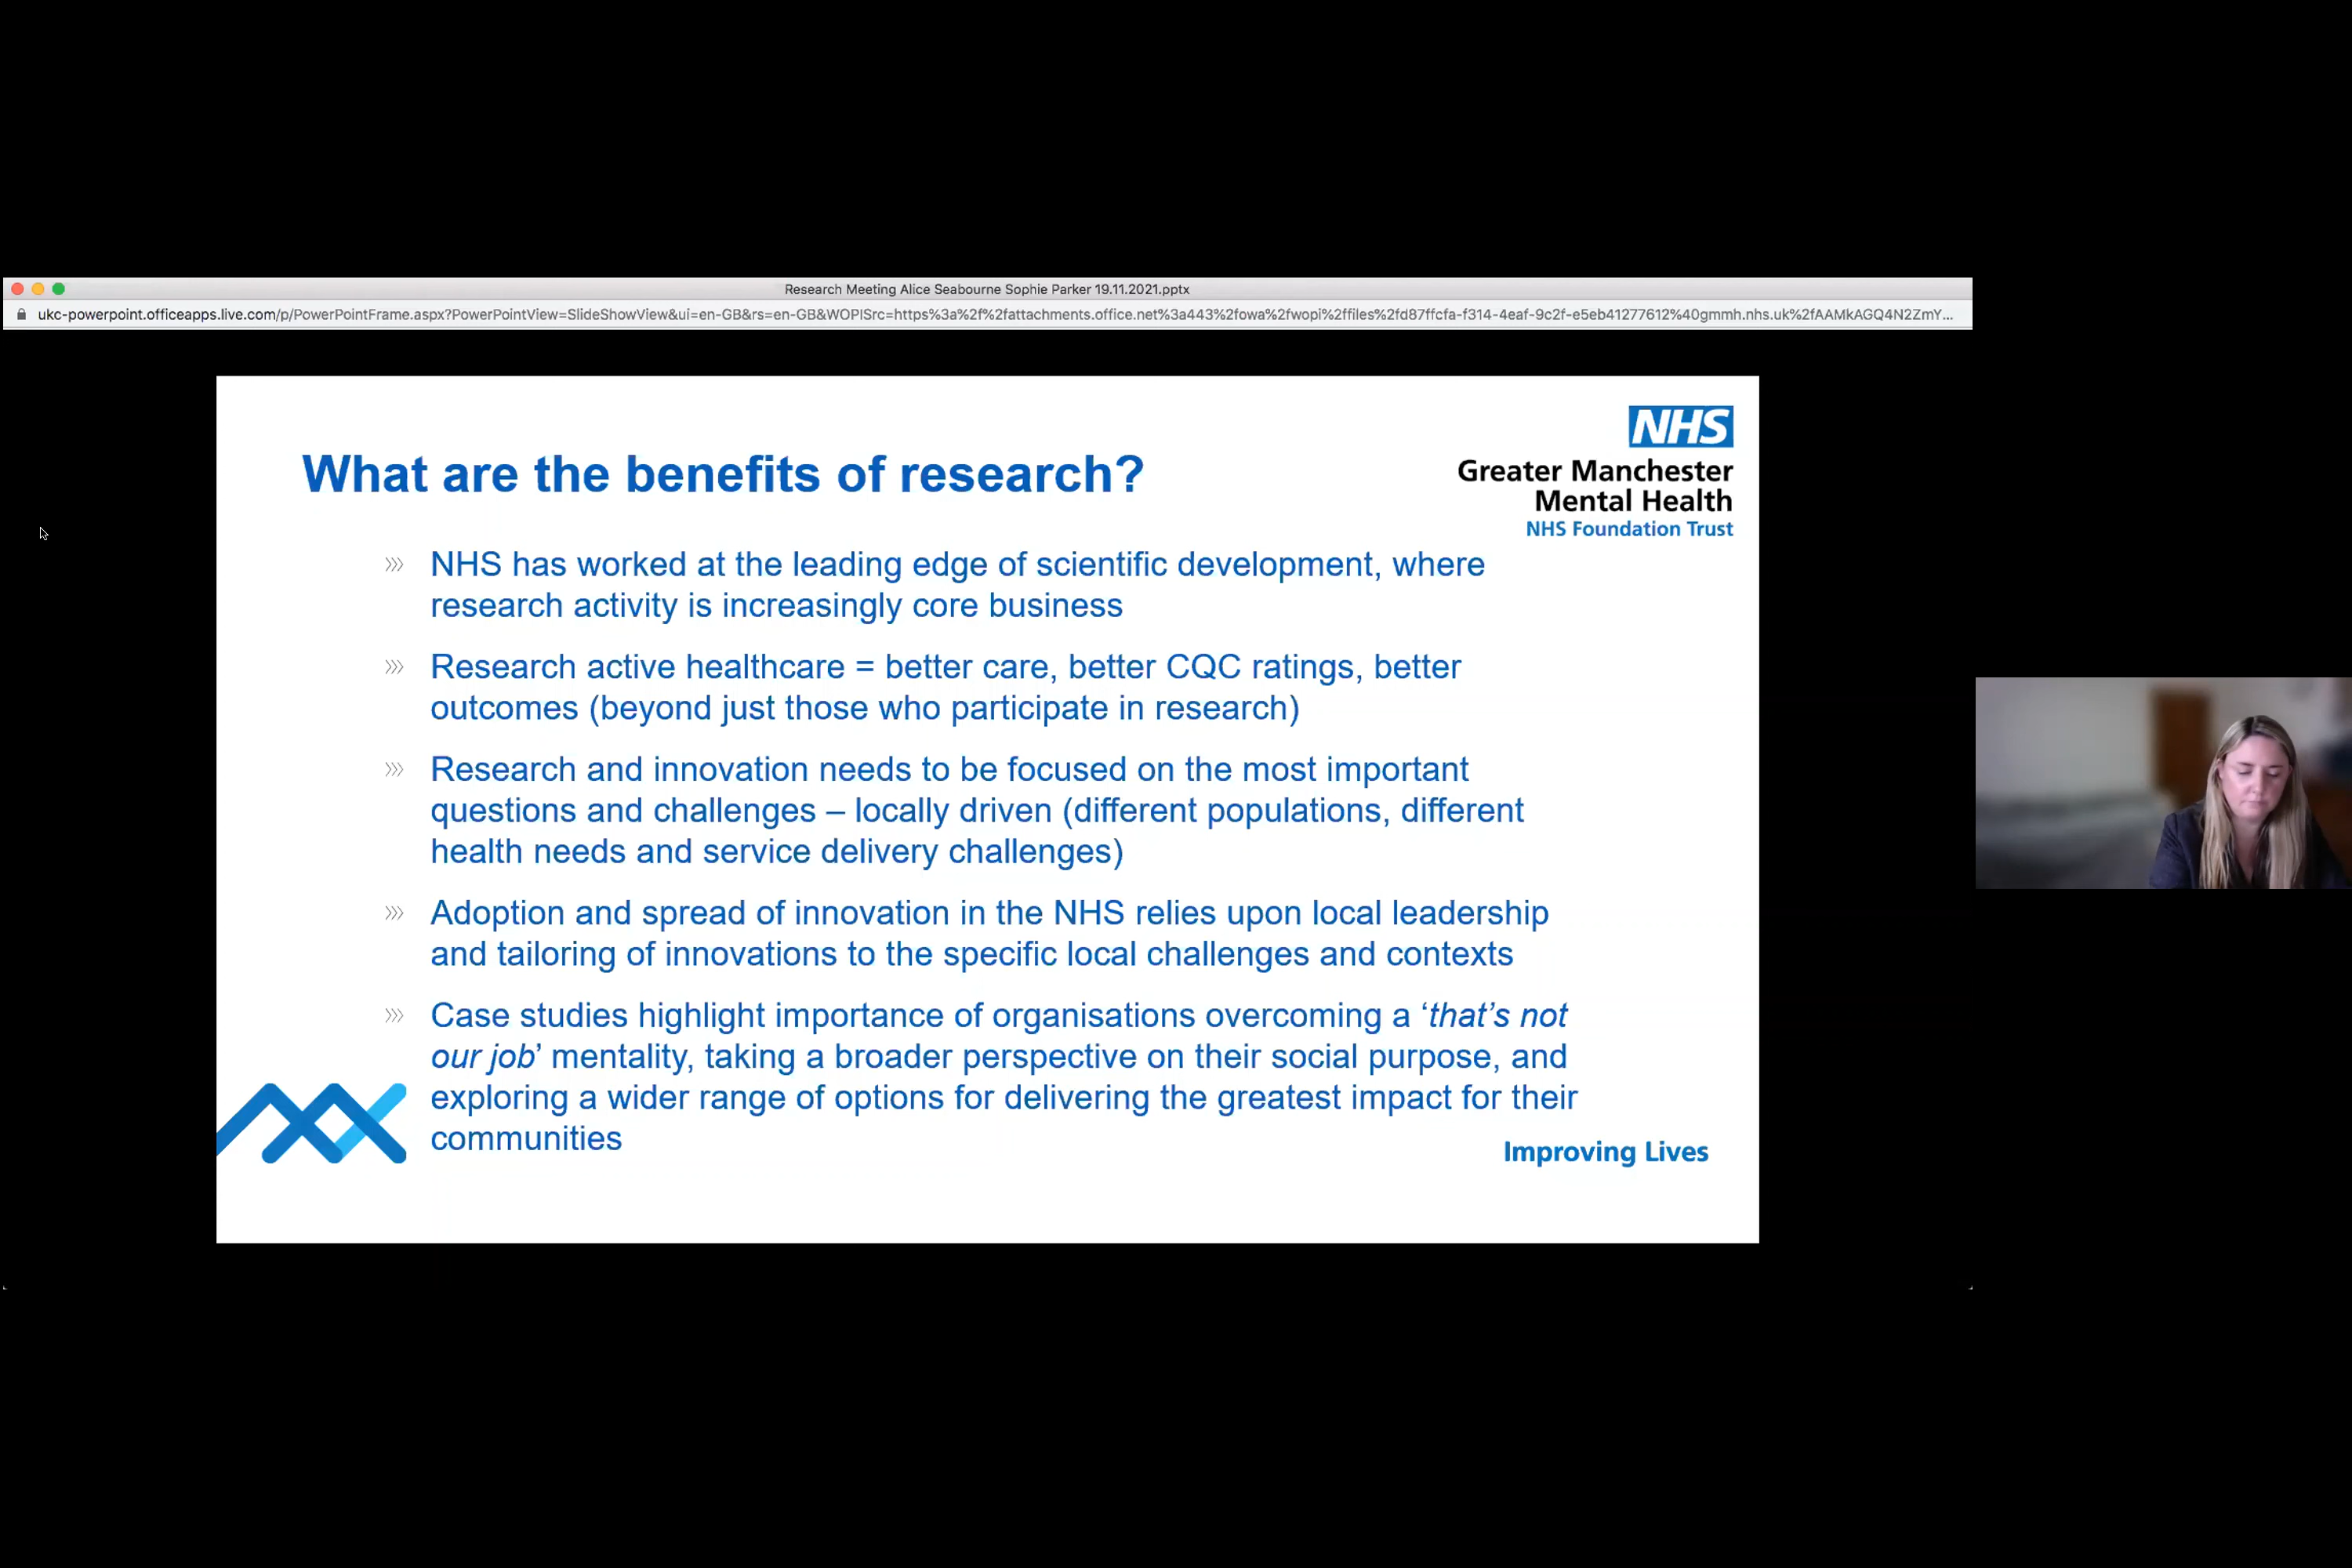 Research Meeting Alice Seabourne Sophie Parker 19.11.2021.pptx
ukc-powerpoint.officeapps.live.com/p/PowerPointFrame.aspx?PowerPointView=SlideShowView&ui=en-GB&rs=en-GB&WOPISrc=https%3a%2f%2fattachments.office.net%3a443%2fowa%2fwopi%2ffiles%2fd87ffcfa-f314-4eaf-9c2f-e5eb41277612%40gmmh.nhs.uk%2fAAMkAGQ4N2ZmY...
NHS
Greater Manchester
Mental Health
NHS Foundation Trust
What are the benefits of research?
»» NHS has worked at the leading edge of scientific development, where
research activity is increasingly core business
»» Research active healthcare = better care, better CQC ratings, better
outcomes (beyond just those who participate in research)
»» Research and innovation needs to be focused on the most important
questions and challenges – locally driven (different populations, different
health needs and service delivery challenges)
»» Adoption and spread of innovation in the NHS relies upon local leadership
and tailoring of innovations to the specific local challenges and contexts
»» Case studies highlight importance of organisations overcoming a ‘that’s not
our job’ mentality, taking a broader perspective on their social purpose, and
exploring a wider range of options for delivering the greatest impact for their
communities
Improving Lives